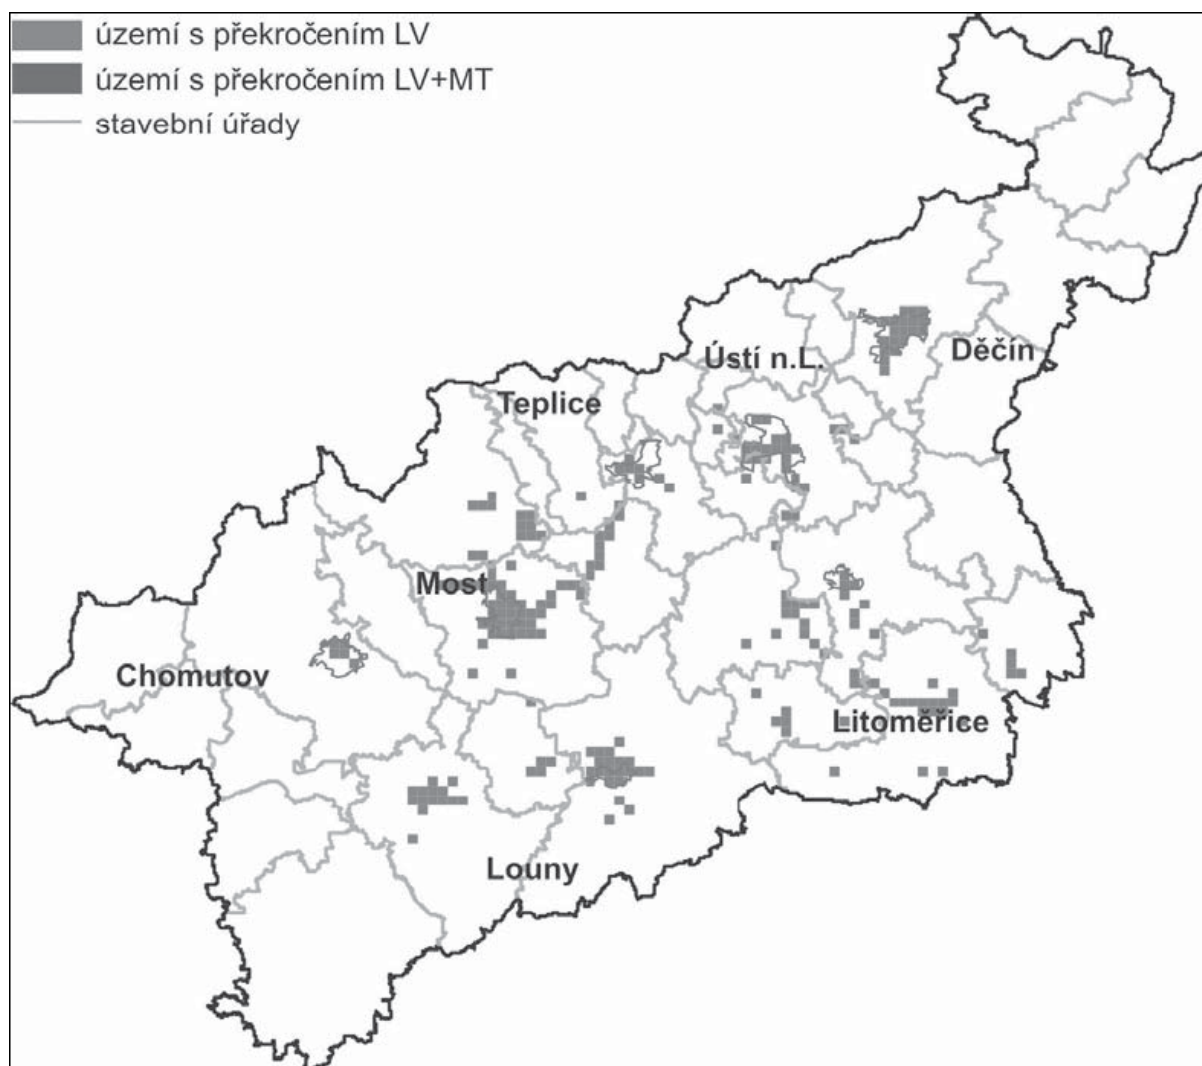 území s překročením LV
území s překročením LV+MT
stavební úřady
Děčín
Ústí n.L.
Teplice
Most
Chomutov
Litoměřice
Louny